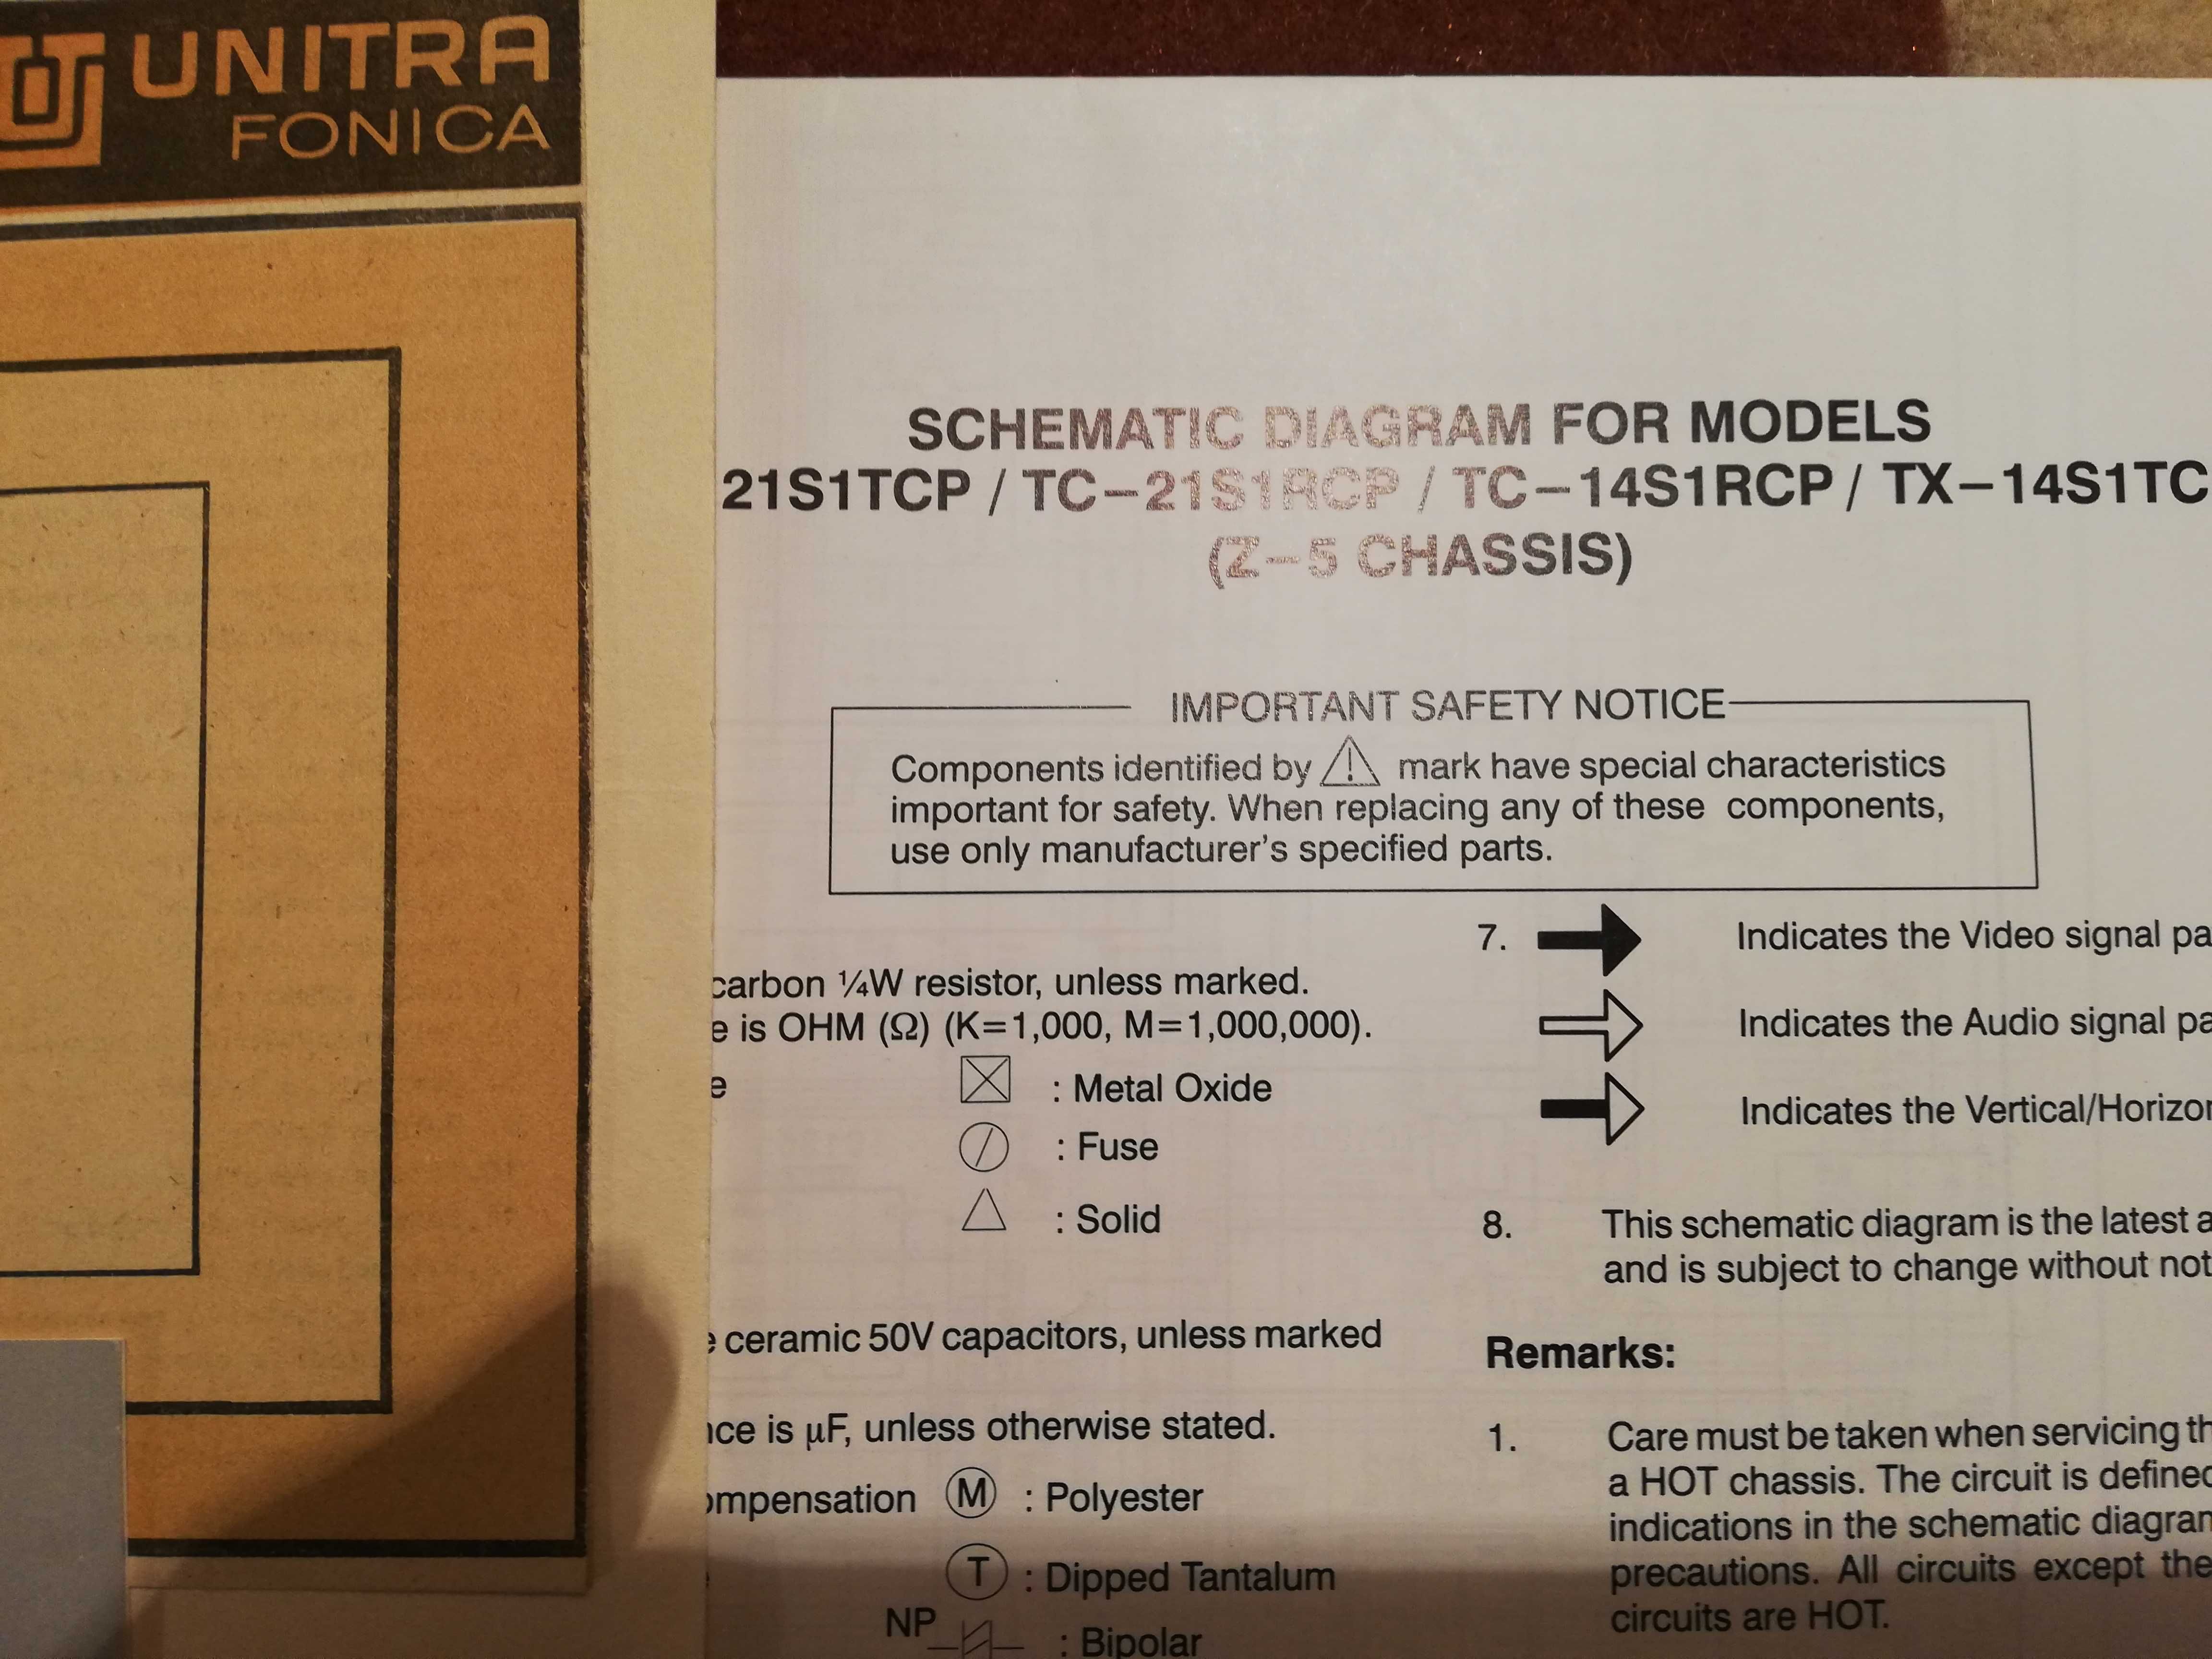 UNITRA
FONICA
SCHEMATIC DIAGRAM FOR MODELS
21S1TCP / TC–21S1RCP / TC–14S1RCP / TX–14S1TC
(Z–5 CHASSIS)
IMPORTANT SAFETY NOTICE
Components identified by ⚠ mark have special characteristics
important for safety. When replacing any of these components,
use only manufacturer's specified parts.
carbon ¼W resistor, unless marked.
e is OHM (Ω) (K=1,000, M=1,000,000).
e
: Metal Oxide
: Fuse
: Solid
ceramic 50V capacitors, unless marked
nce is µF, unless otherwise stated.
ompensation M : Polyester
T : Dipped Tantalum
NP : Bipolar
7. Indicates the Video signal pa
Indicates the Audio signal pa
Indicates the Vertical/Horizon
8. This schematic diagram is the latest a
and is subject to change without not
Remarks:
1. Care must be taken when servicing th
a HOT chassis. The circuit is defined
indications in the schematic diagram
precautions. All circuits except the
circuits are HOT.